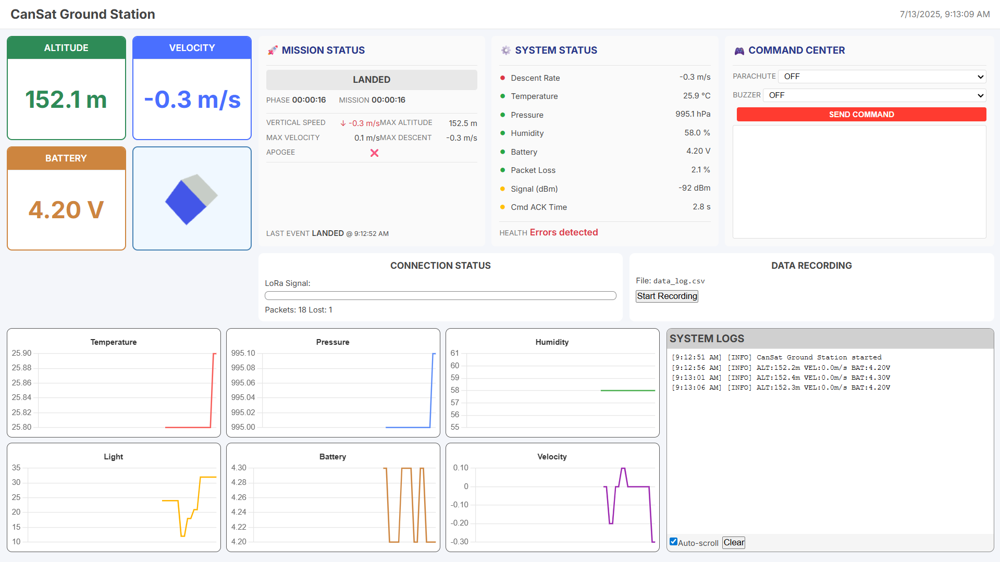 CanSat Ground Station
7/13/2025, 9:13:09 AM
ALTITUDE
152.1 m
VELOCITY
-0.3 m/s
BATTERY
4.20 V
🚀 MISSION STATUS
LANDED
PHASE 00:00:16 MISSION 00:00:16
VERTICAL SPEED ↓ -0.3 m/s MAX ALTITUDE 152.5 m
MAX VELOCITY 0.1 m/s MAX DESCENT -0.3 m/s
APOGEE ❌
LAST EVENT LANDED @ 9:12:52 AM
⚙️ SYSTEM STATUS
Descent Rate -0.3 m/s
Temperature 25.9 °C
Pressure 995.1 hPa
Humidity 58.0 %
Battery 4.20 V
Packet Loss 2.1 %
Signal (dBm) -92 dBm
Cmd ACK Time 2.8 s
HEALTH Errors detected
🎮 COMMAND CENTER
PARACHUTE OFF
BUZZER OFF
SEND COMMAND
CONNECTION STATUS
LoRa Signal:
Packets: 18 Lost: 1
DATA RECORDING
File: data_log.csv
Start Recording
Temperature
25.90
25.88
25.86
25.84
25.82
25.80
Pressure
995.10
995.08
995.06
995.04
995.02
995.00
Humidity
61
60
59
58
57
56
55
Light
35
30
25
20
15
10
Battery
4.30
4.28
4.26
4.24
4.22
4.20
Velocity
0.10
0
-0.10
-0.20
-0.30
SYSTEM LOGS
[9:12:51 AM] [INFO] CanSat Ground Station started
[9:12:56 AM] [INFO] ALT:152.2m VEL:0.0m/s BAT:4.20V
[9:13:01 AM] [INFO] ALT:152.4m VEL:0.0m/s BAT:4.30V
[9:13:06 AM] [INFO] ALT:152.3m VEL:0.0m/s BAT:4.20V
Auto-scroll Clear